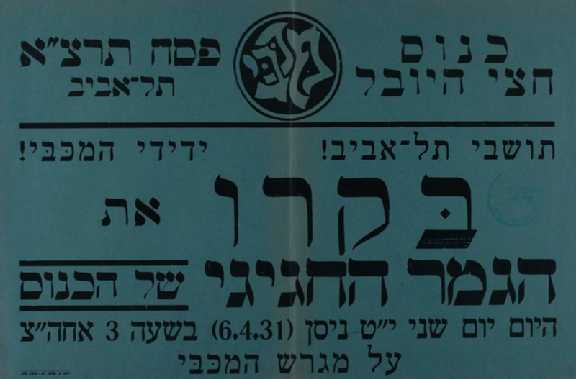 כנוס
חצי היובל
מכבי
פסח תרצ"א
תל־אביב
תושבי תל־אביב! ידידי המכבי!
בקרו את
הגמר החגיגי של הכנוס
היום יום שני י"ט ניסן (6.4.31) בשעה 3 אחה"צ
על מגרש המכבי